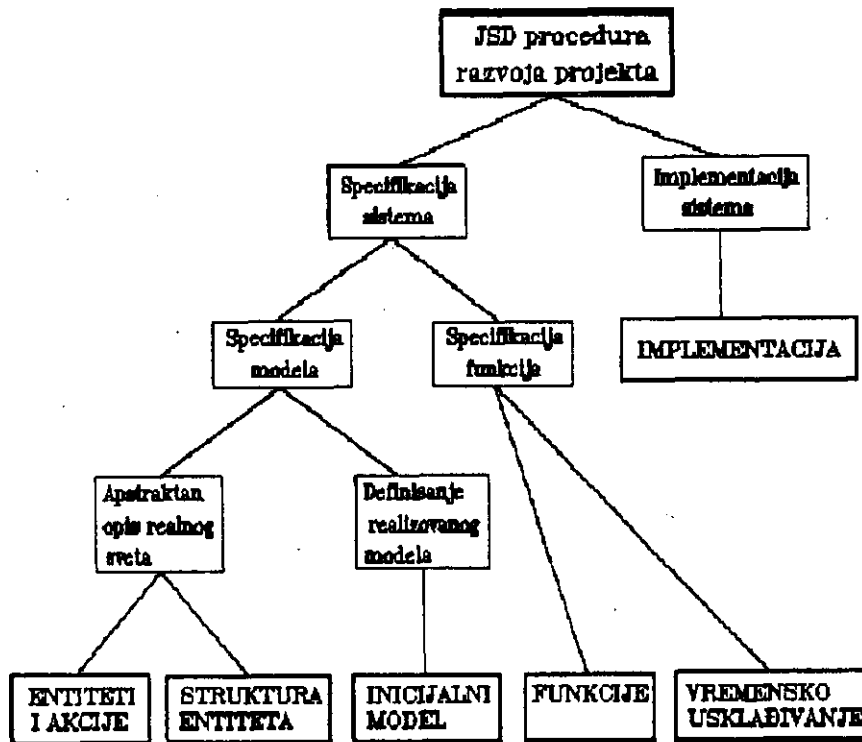 JSD procedura
razvoja projekta
Specifikacija
sistema
Implementacija
sistema
Specifikacija
modela
Specifikacija
funkcija
IMPLEMENTACIJA
Apstraktan
opis realnog
sveta
Definisanje
realizovanog
modela
ENTITETI
I AKCIJE
STRUKTURA
ENTITETA
INICIJALNI
MODEL
FUNKCIJE
VREMENSKO
USKLAĐIVANJE